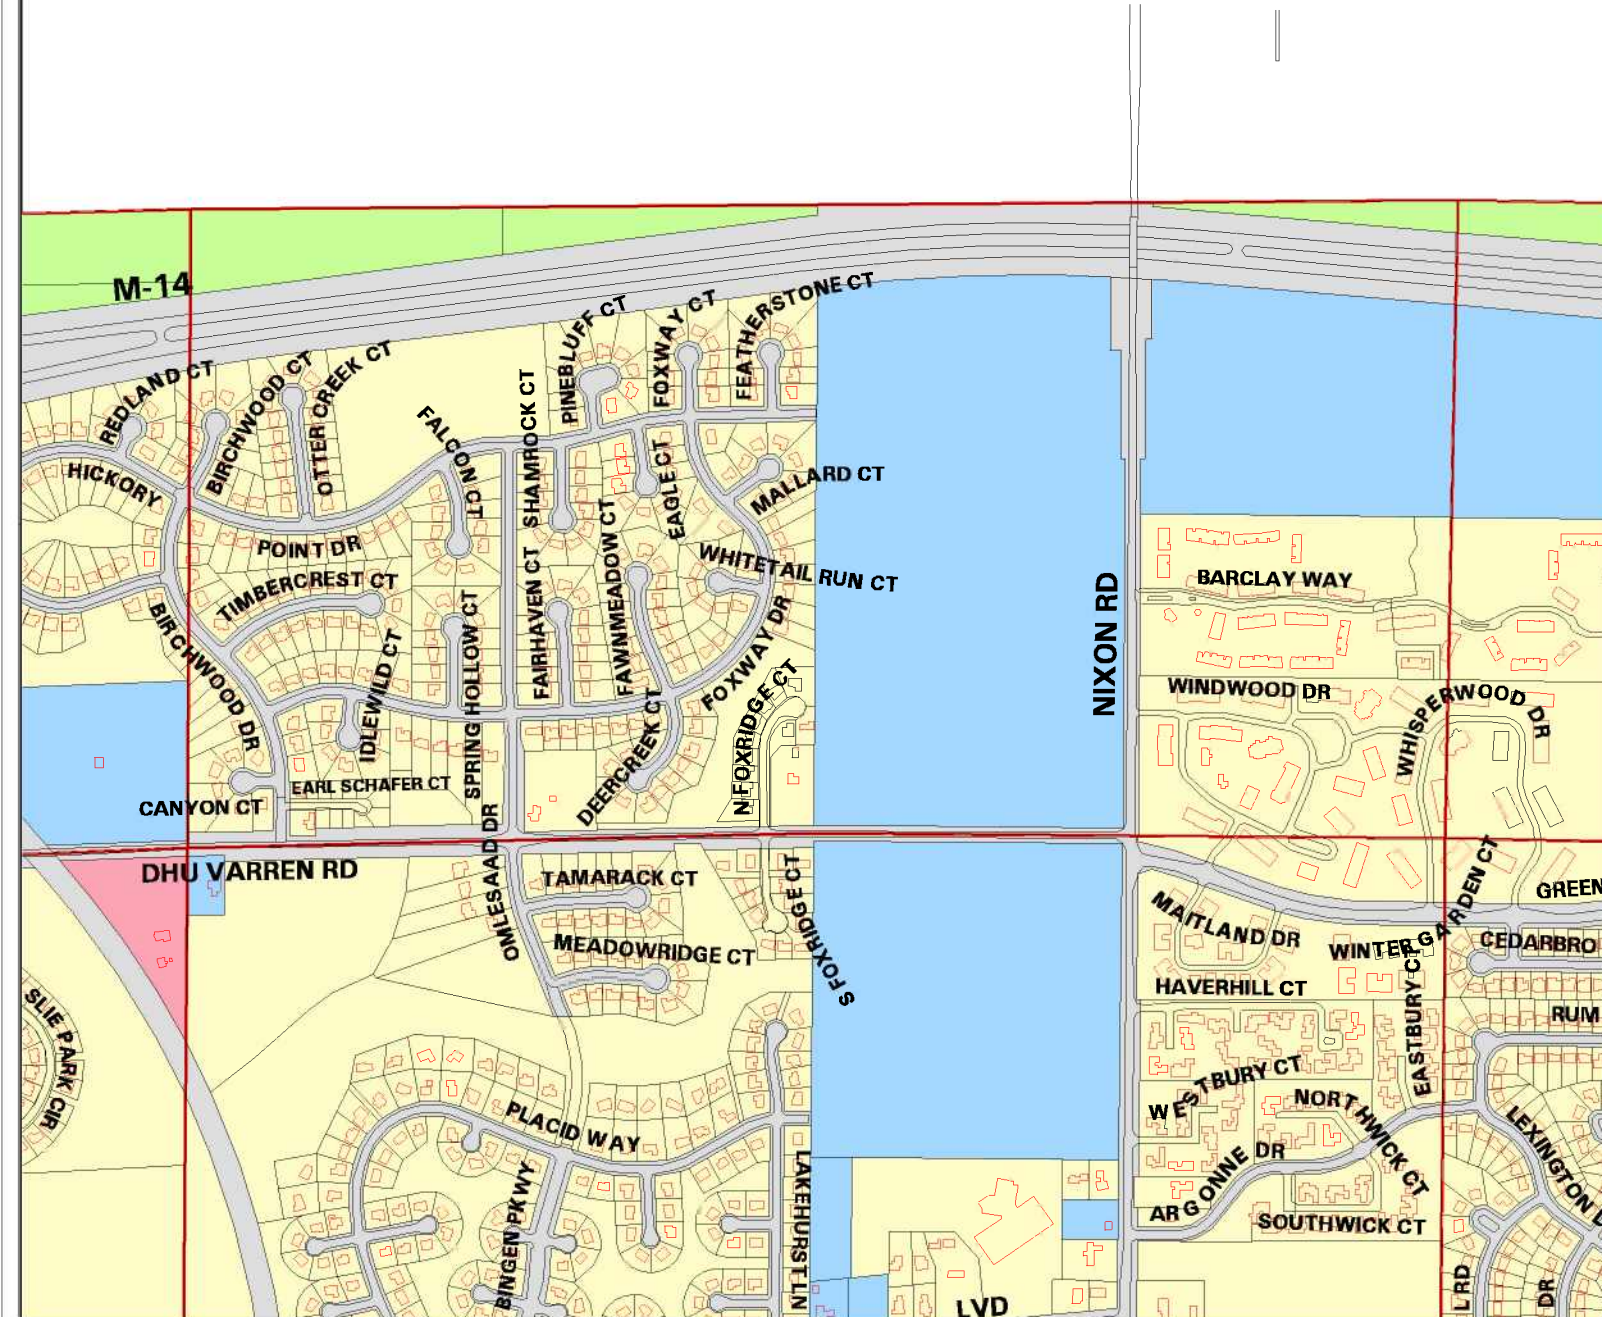 M-14
REDLAND CT
BIRCHWOOD CT
OTTER CREEK CT
FALCON CT
SHAMROCK CT
PINEBLUFF CT
FOXWAY CT
FEATHERSTONE CT
HICKORY
POINT DR
EAGLE CT
MALLARD CT
TIMBERCREST CT
FAIRHAVEN CT
FAWNMEADOW CT
WHITETAIL RUN CT
BIRCHWOOD DR
IDLEWILD CT
SPRING HOLLOW CT
FOXWAY DR
N FOXRIDGE CT
DEERCREEK CT
EARL SCHAFER CT
CANYON CT
NIXON RD
BARCLAY WAY
WINDWOOD DR
WHISPERWOOD DR
DHU VARREN RD
OMLESAAD DR
TAMARACK CT
MEADOWRIDGE CT
S FOXRIDGE CT
MAITLAND DR
WINTER GARDEN CT
GREEN
CEDARBRO
HAVERHILL CT
EASTBURY CT
RUM
SLIE PARK CIR
WESTBURY CT
NORTHWICK CT
PLACID WAY
BINGEN PKWY
LAKEHURST LN
ARGONNE DR
SOUTHWICK CT
LEXINGTON D
LVD
L RD
DR